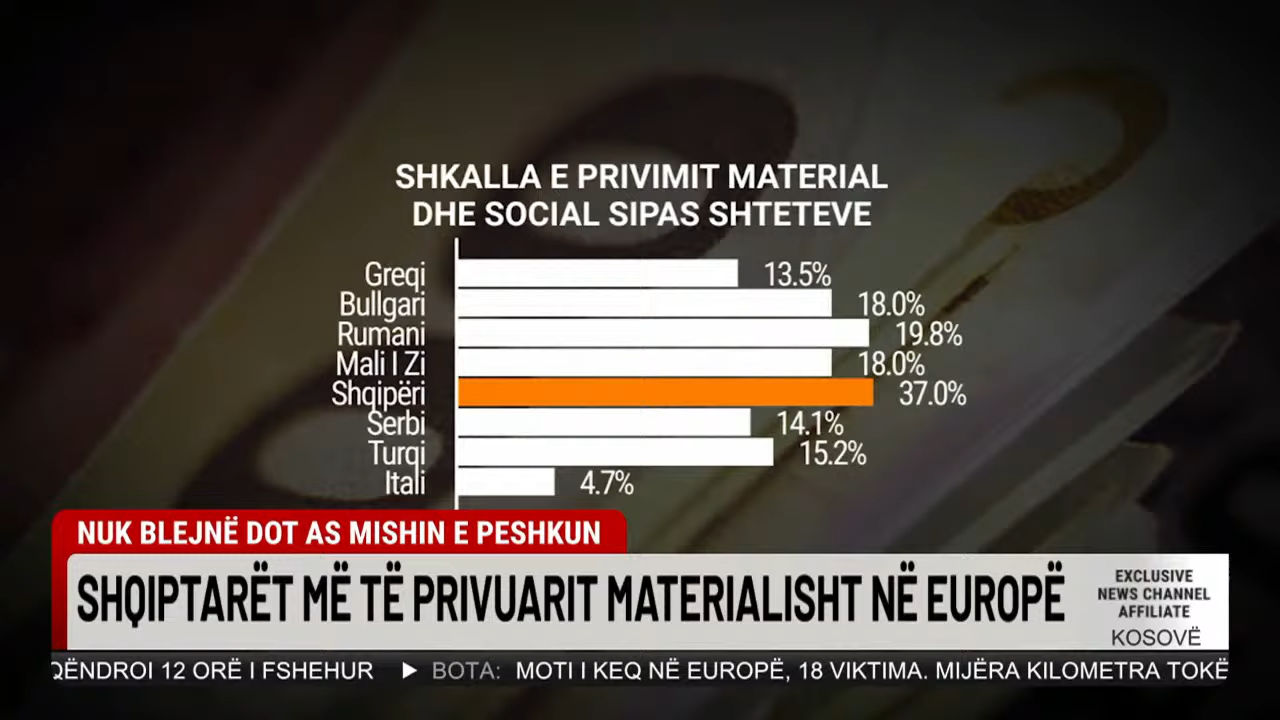 SHKALLA E PRIVIMIT MATERIAL
DHE SOCIAL SIPAS SHTETEVE
Greqi 13.5%
Bullgari 18.0%
Rumani 19.8%
Mali I Zi 18.0%
Shqipëri 37.0%
Serbi 14.1%
Turqi 15.2%
Itali 4.7%
NUK BLEJNË DOT AS MISHIN E PESHKUN
SHQIPTARËT MË TË PRIVUARIT MATERIALISHT NË EUROPË
EXCLUSIVE
NEWS CHANNEL
AFFILIATE
KOSOVË
QËNDROI 12 ORË I FSHEHUR ▶ BOTA: MOTI I KEQ NË EUROPË, 18 VIKTIMA. MIJËRA KILOMETRA TOKË